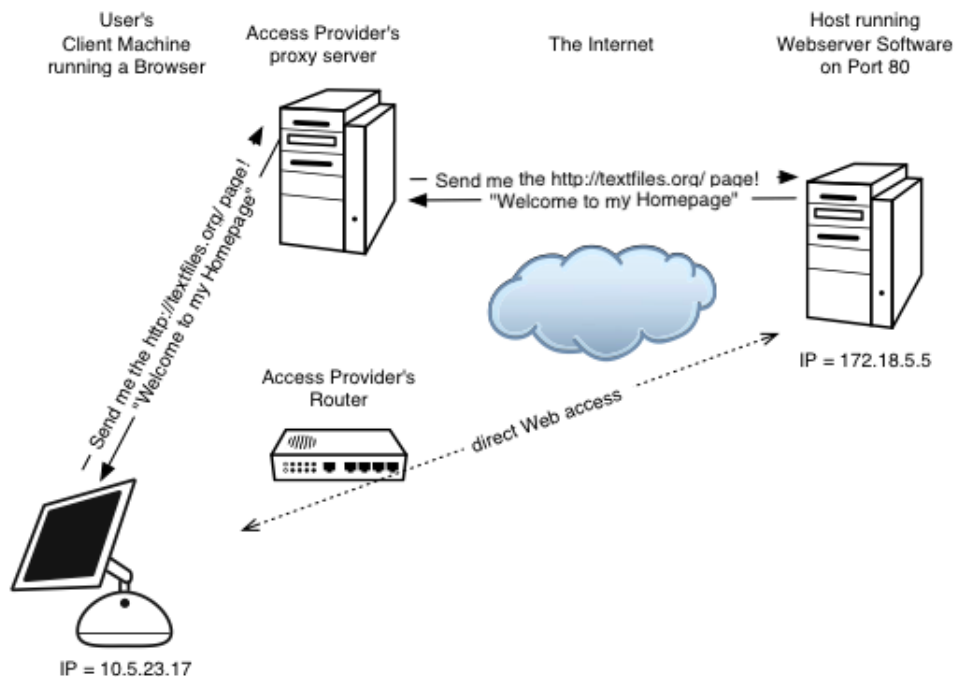 User's
Client Machine
running a Browser
Access Provider's
proxy server
The Internet
Host running
Webserver Software
on Port 80
Send me the http://textfiles.org/ page!
"Welcome to my Homepage"
Send me the http://textfiles.org/ page!
"Welcome to my Homepage"
IP = 172.18.5.5
Access Provider's
Router
direct Web access
IP = 10.5.23.17